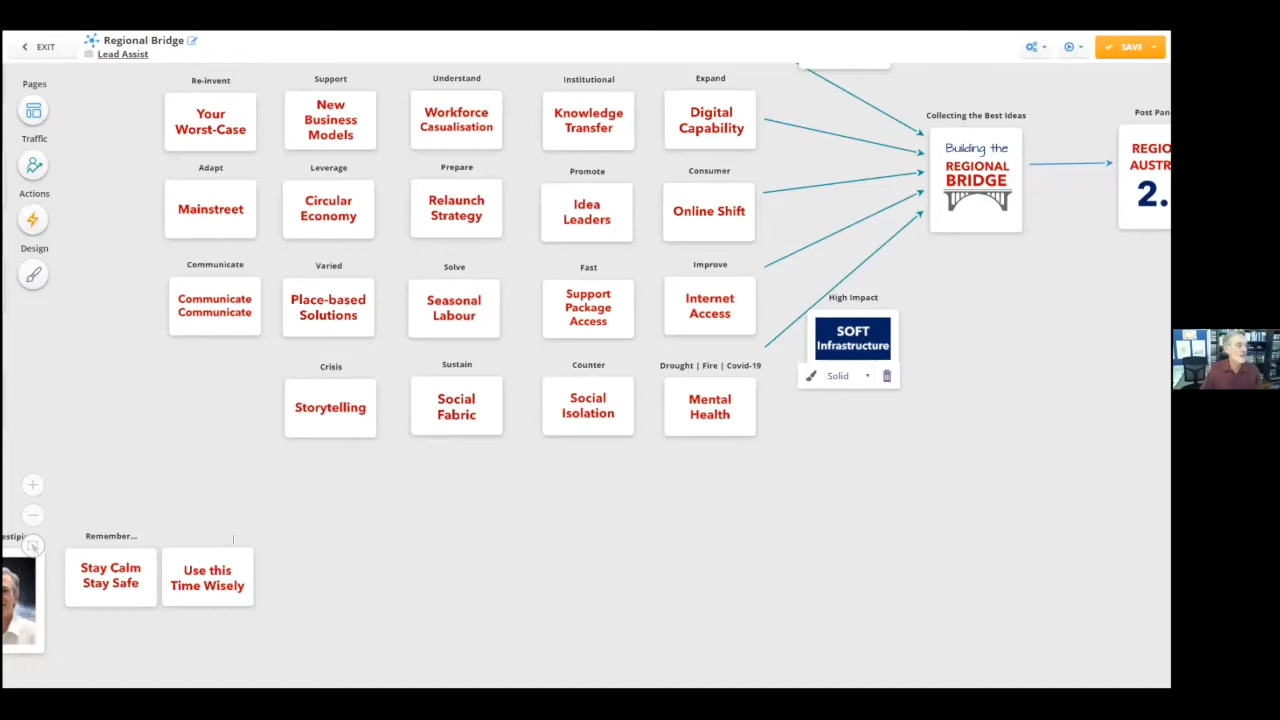 EXIT
Regional Bridge
Lead Assist
SAVE
Pages
Traffic
Actions
Design
Re-invent
Your
Worst-Case
Support
New
Business
Models
Understand
Workforce
Casualisation
Institutional
Knowledge
Transfer
Expand
Digital
Capability
Adapt
Mainstreet
Leverage
Circular
Economy
Prepare
Relaunch
Strategy
Promote
Idea
Leaders
Consumer
Online Shift
Communicate
Communicate
Communicate
Varied
Place-based
Solutions
Solve
Seasonal
Labour
Fast
Support
Package
Access
Improve
Internet
Access
Crisis
Storytelling
Sustain
Social
Fabric
Counter
Social
Isolation
Drought | Fire | Covid-19
Mental
Health
Collecting the Best Ideas
Building the
REGIONAL
BRIDGE
Post Pan
REGIO
AUSTR
2.
High Impact
SOFT
Infrastructure
Solid
estipi
Remember...
Stay Calm
Stay Safe
Use this
Time Wisely